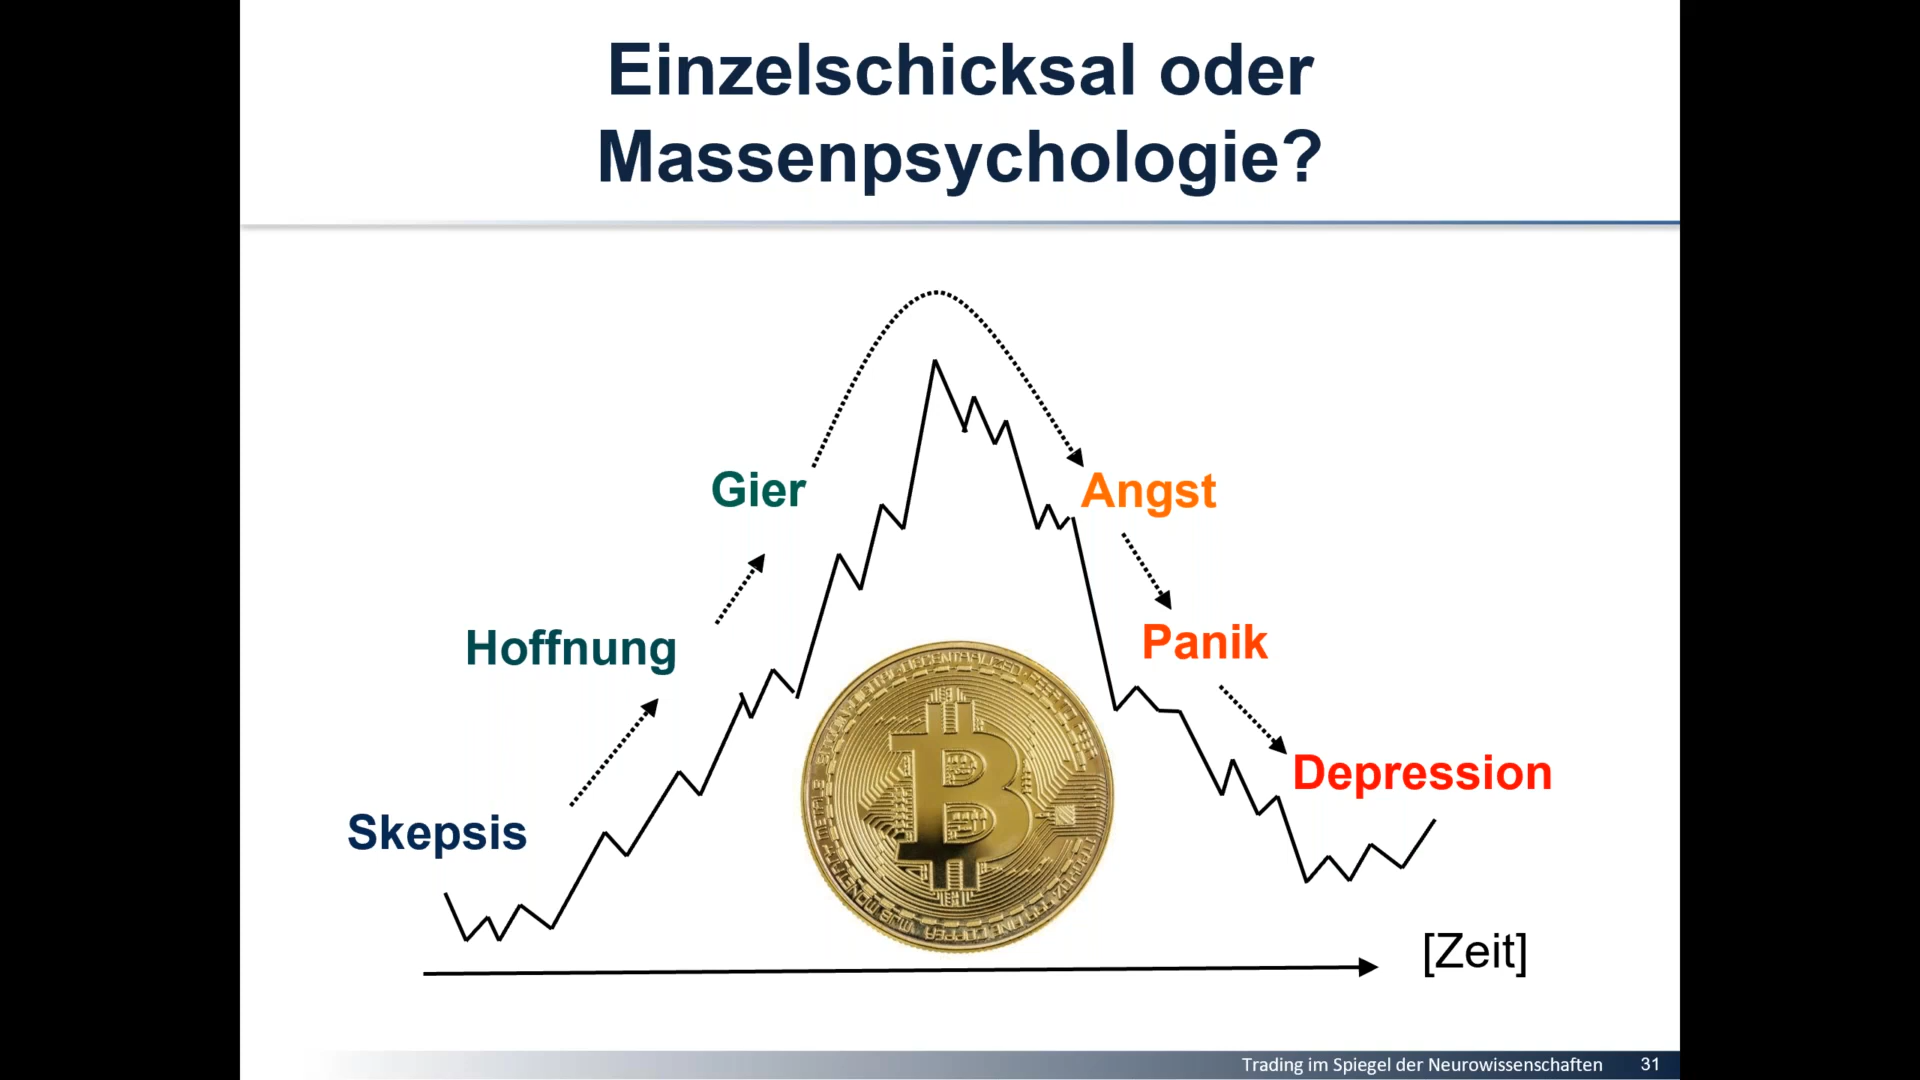 Einzelschicksal oder
Massenpsychologie?
Gier
Angst
Hoffnung
Panik
Skepsis
Depression
[Zeit]
Trading im Spiegel der Neurowissenschaften 31